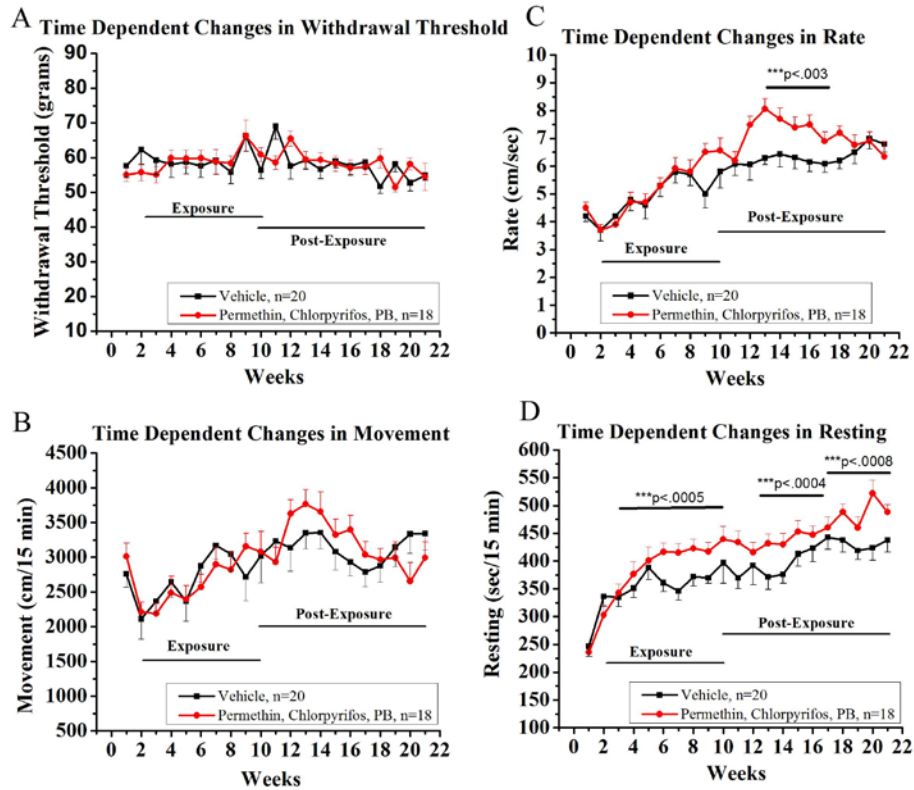 A
Time Dependent Changes in Withdrawal Threshold
Withdrawal Threshold (grams)
90
80
70
60
50
40
30
20
10
Exposure
Post-Exposure
Vehicle, n=20
Permethin, Chlorpyrifos, PB, n=18
0 2 4 6 8 10 12 14 16 18 20 22
Weeks
B
Time Dependent Changes in Movement
Movement (cm/15 min)
4500
4000
3500
3000
2500
2000
1500
1000
500
Exposure
Post-Exposure
Vehicle, n=20
Permethin, Chlorpyrifos, PB, n=18
0 2 4 6 8 10 12 14 16 18 20 22
Weeks
C
Time Dependent Changes in Rate
Rate (cm/sec)
10
9
8
7
6
5
4
3
2
1
0
***p<.003
Exposure
Post-Exposure
Vehicle, n=20
Permethin, Chlorpyrifos, PB, n=18
0 2 4 6 8 10 12 14 16 18 20 22
Weeks
D
Time Dependent Changes in Resting
Resting (sec/15 min)
600
550
500
450
400
350
300
250
200
150
100
***p<.0005
***p<.0004
***p<.0008
Exposure
Post-Exposure
Vehicle, n=20
Permethin, Chlorpyrifos, PB, n=18
0 2 4 6 8 10 12 14 16 18 20 22
Weeks